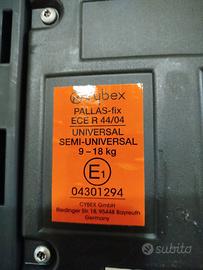 cybex
PALLAS-fix
ECE R 44/04
UNIVERSAL
SEMI-UNIVERSAL
9 - 18 kg
E1
04301294
CYBEX GmbH
Riedinger Str. 18, 95448 Bayreuth
Germany
subito